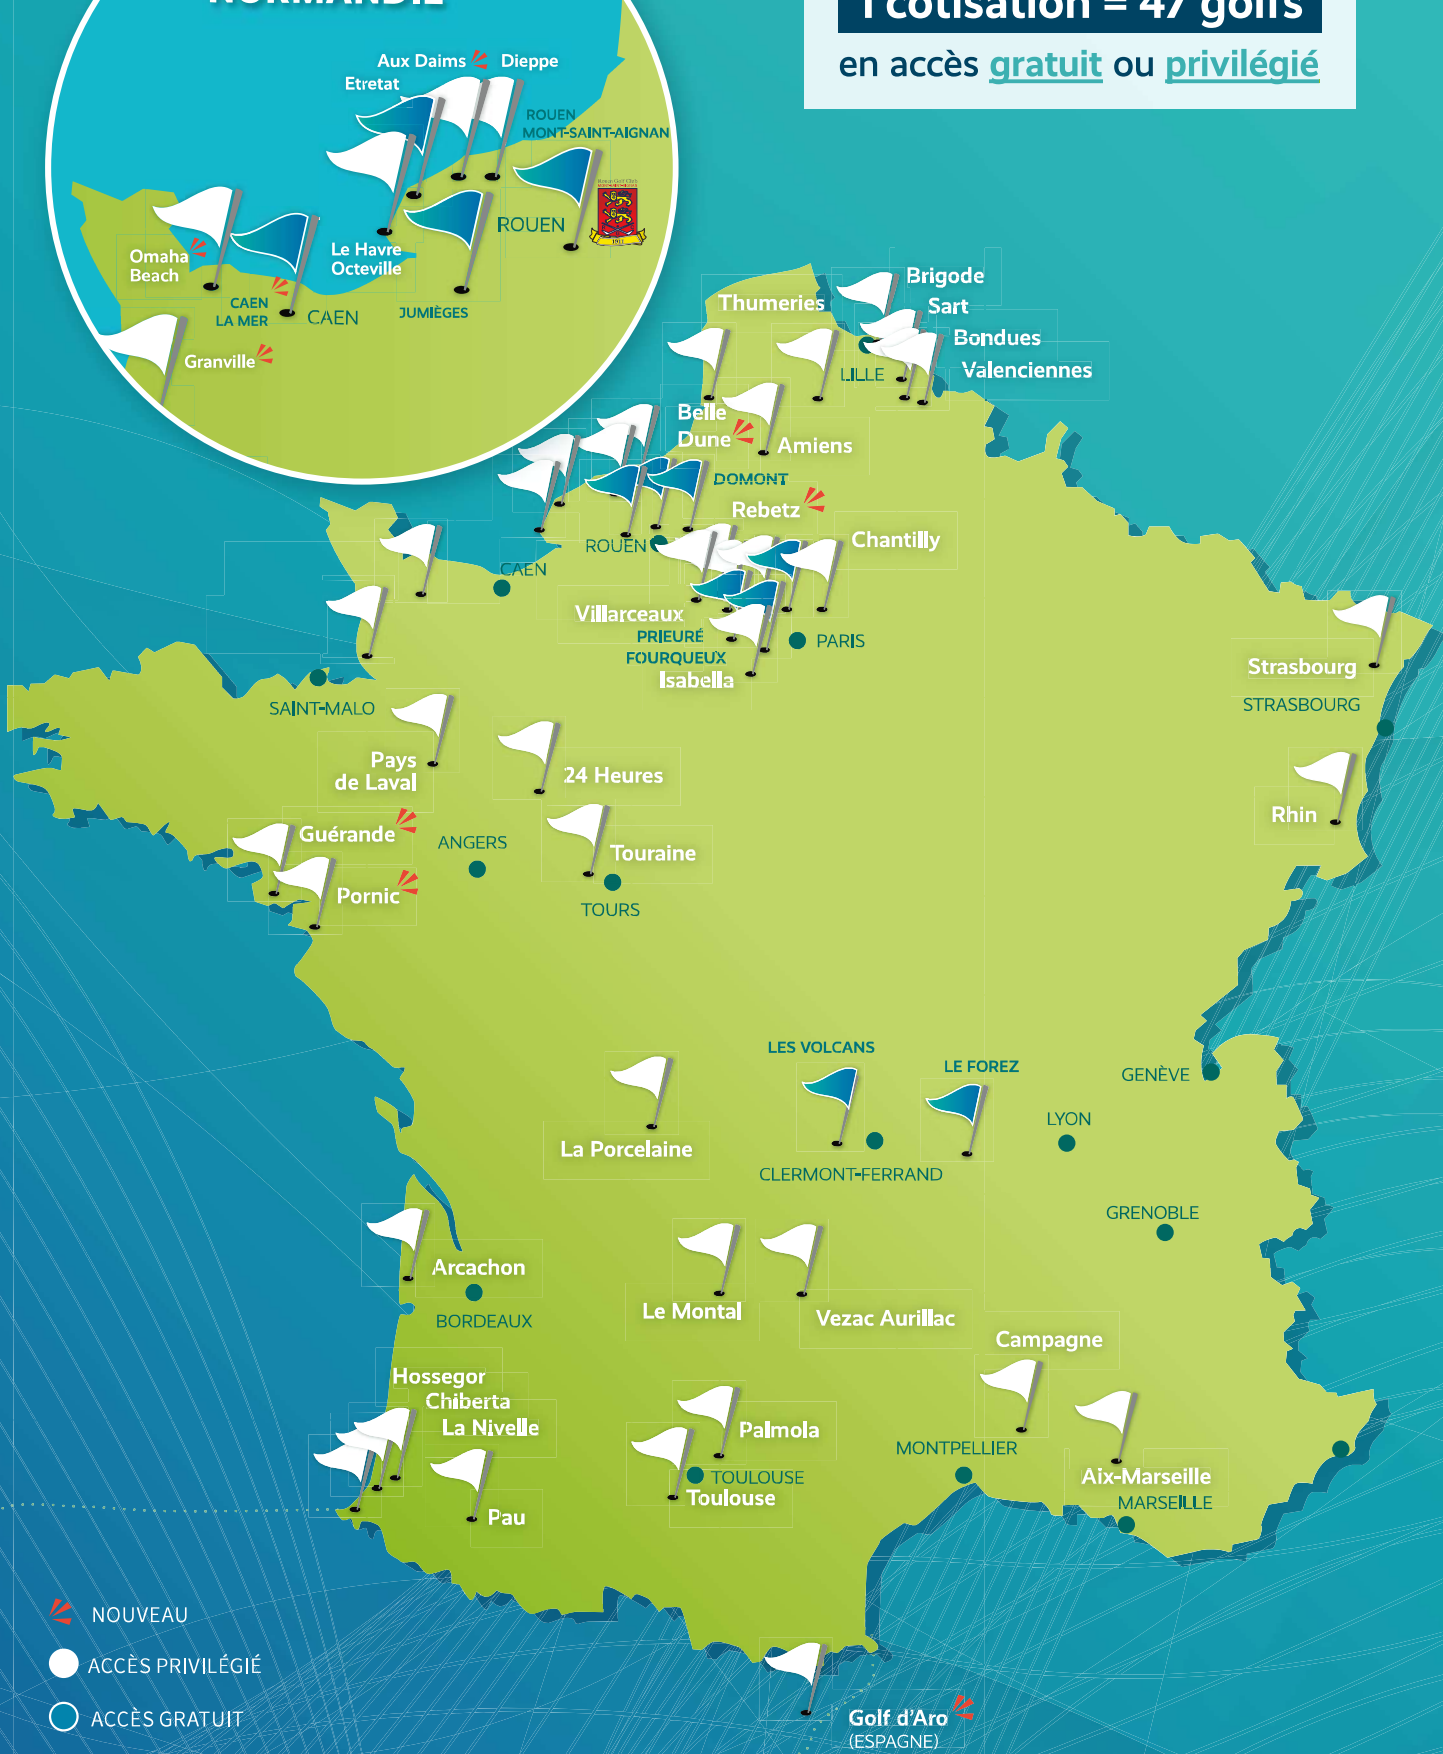 NORMANDIE
1 cotisation = 47 golfs
en accès gratuit ou privilégié
Aux Daims
Dieppe
Etretat
ROUEN
MONT-SAINT-AIGNAN
ROUEN
1911
Omaha
Beach
Le Havre
Octeville
CAEN
LA MER
CAEN
JUMIÈGES
Granville
Brigode
Thumeries
Sart
Bondues
Valenciennes
LILLE
Belle
Dune
Amiens
DOMONT
Rebetz
Chantilly
ROUEN
CAEN
Villarceaux
PRIEURÉ
PARIS
FOURQUEUX
Isabella
Strasbourg
STRASBOURG
SAINT-MALO
Pays
de Laval
24 Heures
Rhin
Guérande
ANGERS
Touraine
Pornic
TOURS
LES VOLCANS
LE FOREZ
GENÈVE
LYON
La Porcelaine
CLERMONT-FERRAND
GRENOBLE
Arcachon
BORDEAUX
Le Montal
Vezac Aurillac
Campagne
Hossegor
Chiberta
La Nivelle
Palmola
MONTPELLIER
TOULOUSE
Aix-Marseille
Toulouse
MARSEILLE
Pau
NOUVEAU
ACCÈS PRIVILÉGIÉ
ACCÈS GRATUIT
Golf d'Aro
(ESPAGNE)